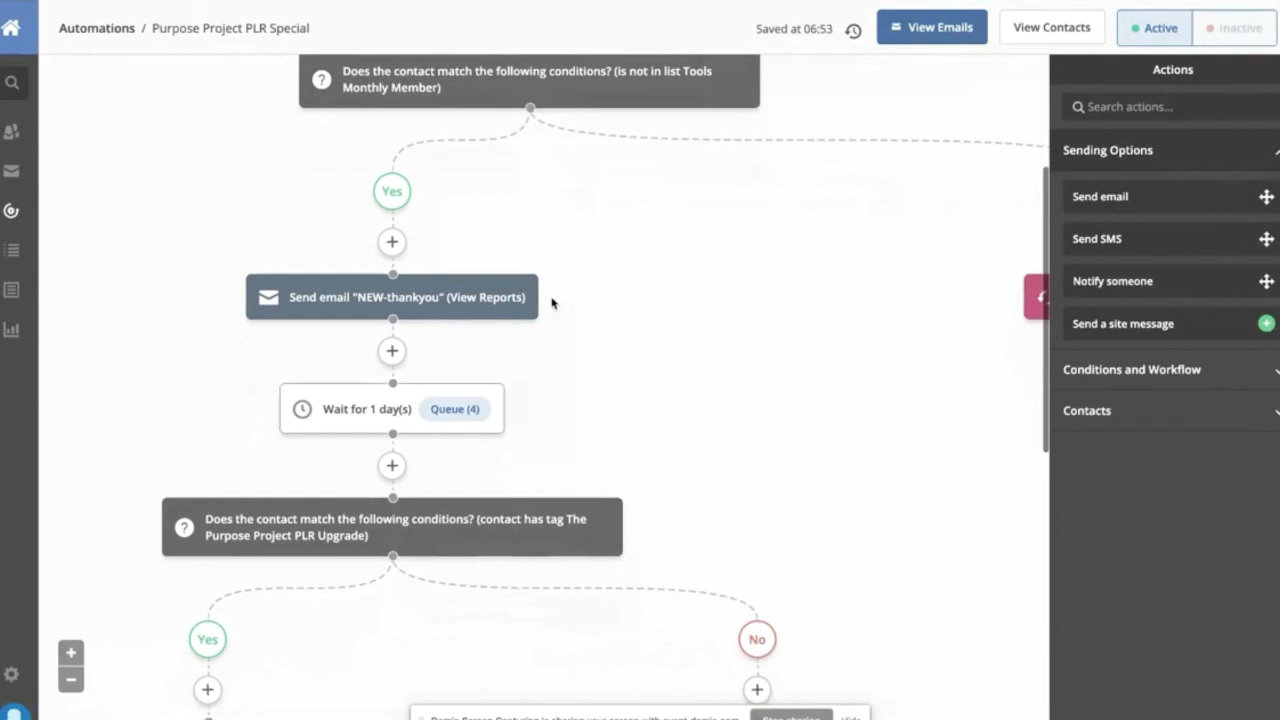 Automations / Purpose Project PLR Special
Saved at 06:53
View Emails
View Contacts
Active
Inactive
Does the contact match the following conditions? (is not in list Tools
Monthly Member)
Yes
Send email "NEW-thankyou" (View Reports)
Wait for 1 day(s) Queue (4)
Does the contact match the following conditions? (contact has tag The
Purpose Project PLR Upgrade)
Yes
No
Actions
Search actions...
Sending Options
Send email
Send SMS
Notify someone
Send a site message
Conditions and Workflow
Contacts